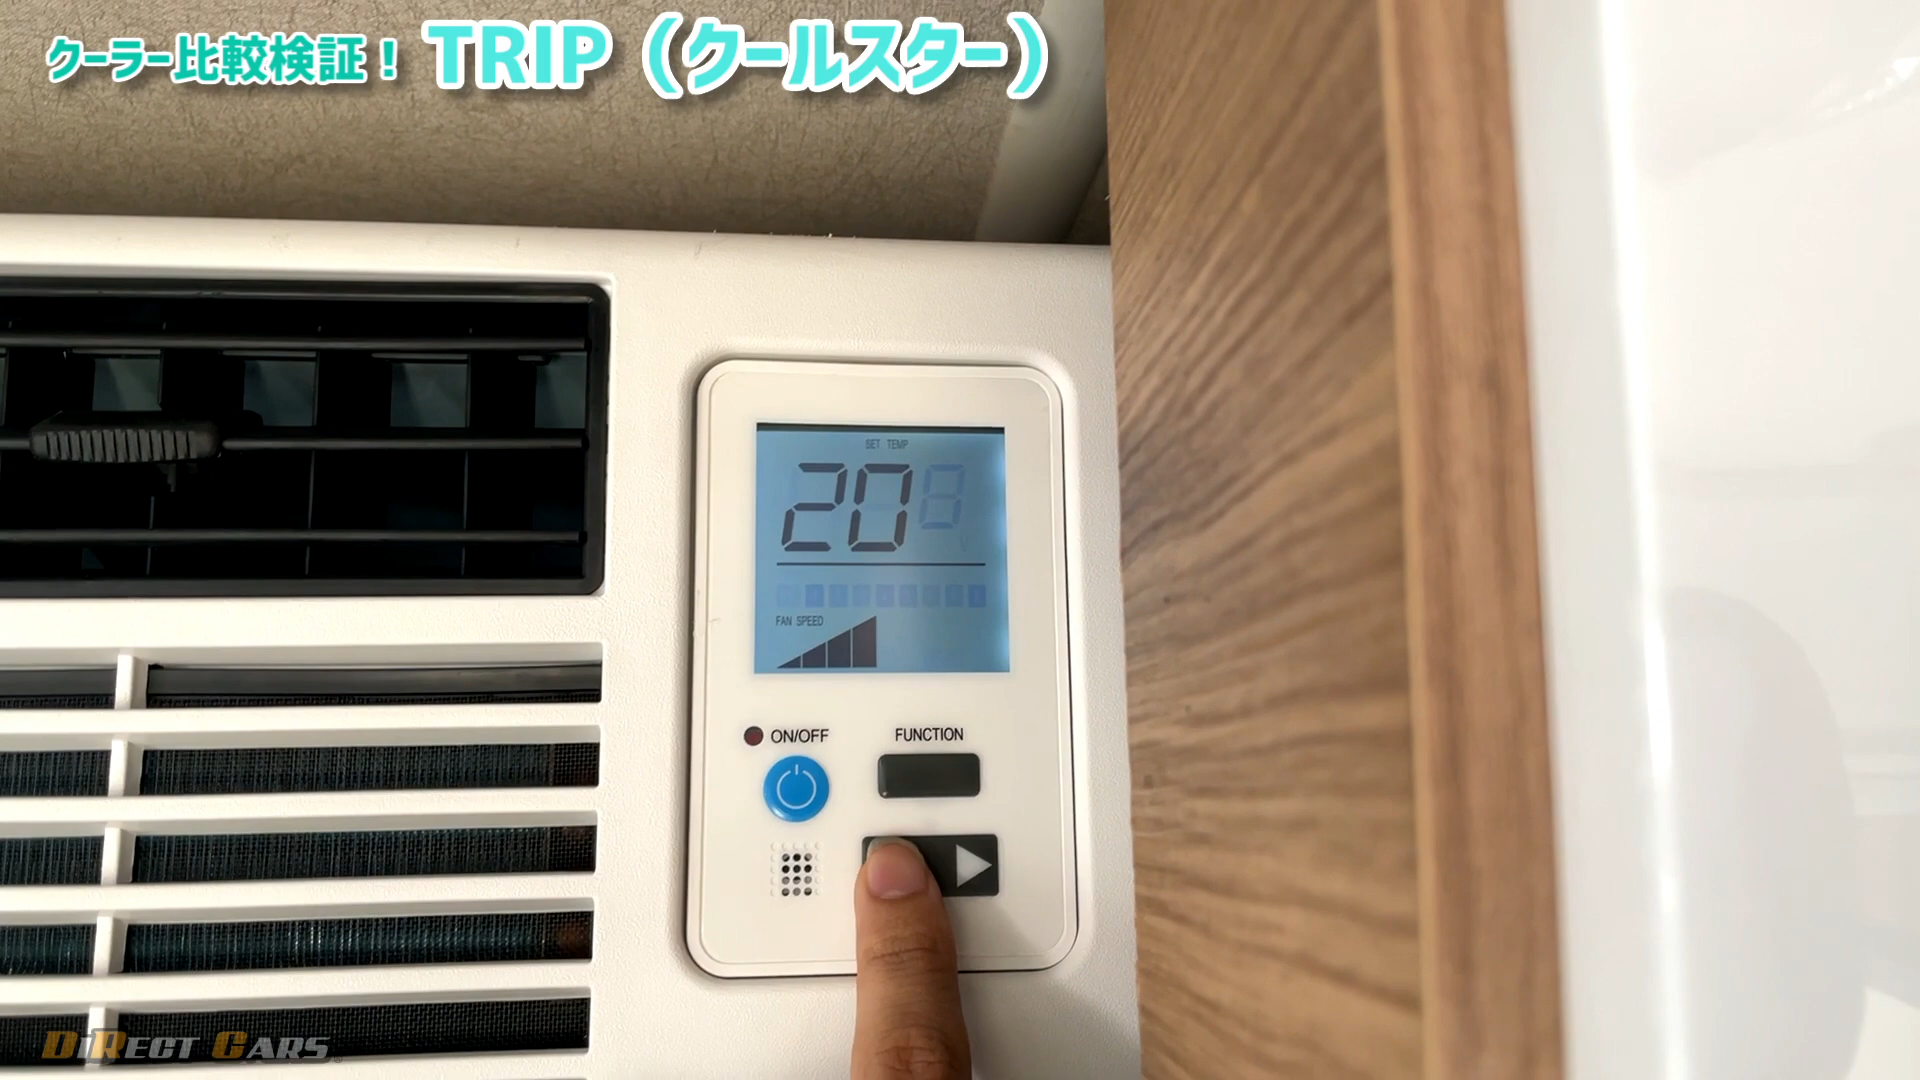 クーラー比較検証！ TRIP（クールスター）
SET TEMP
20
FAN SPEED
ON/OFF
FUNCTION
DIRECT CARS